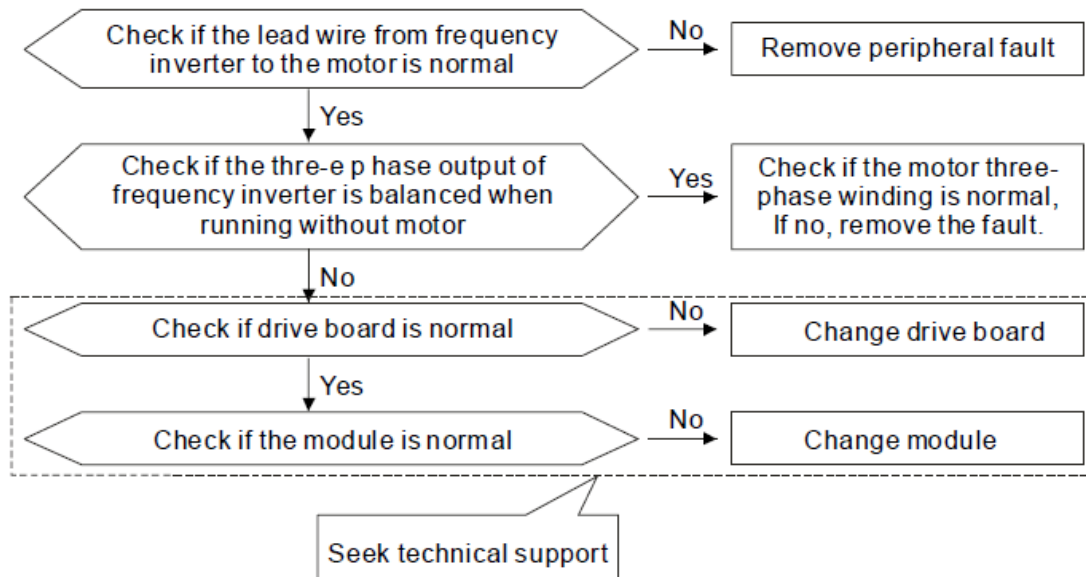 Check if the lead wire from frequency
inverter to the motor is normal
No
Remove peripheral fault
Yes
Check if the thre-e p hase output of
frequency inverter is balanced when
running without motor
Yes
Check if the motor three-
phase winding is normal,
If no, remove the fault.
No
Check if drive board is normal
No
Change drive board
Yes
Check if the module is normal
No
Change module
Seek technical support